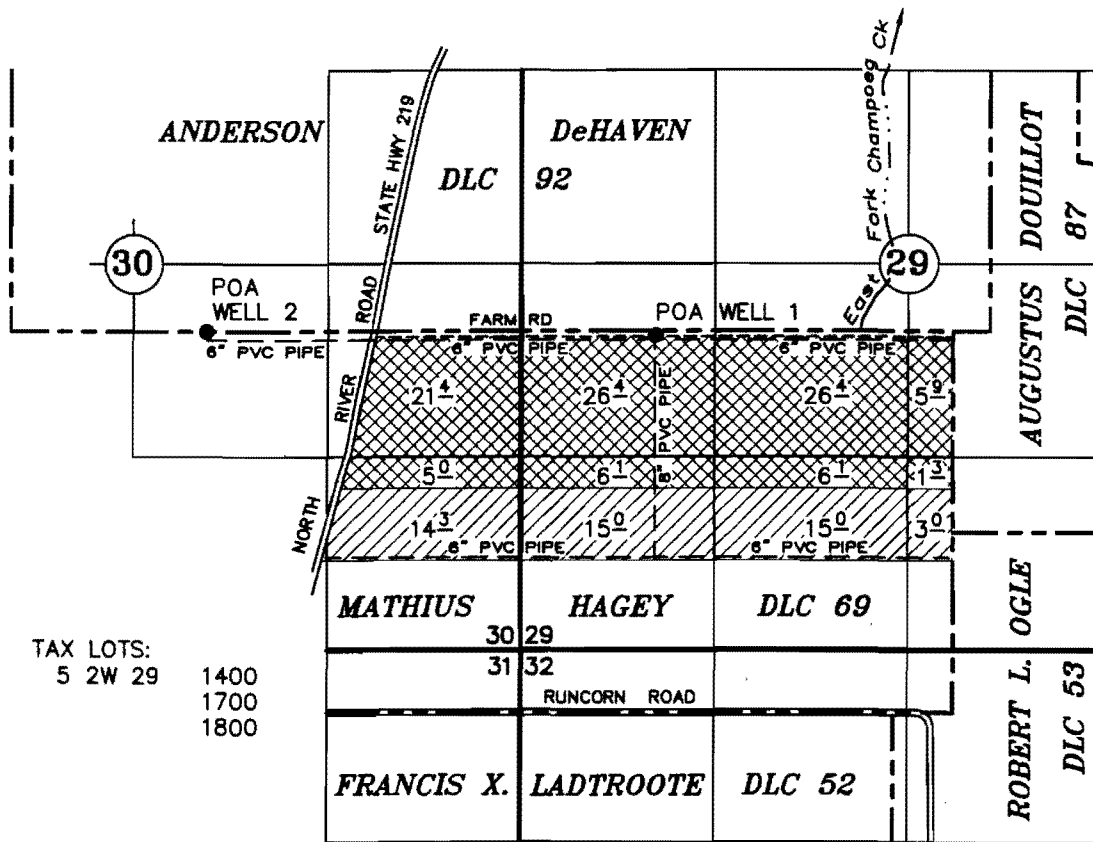 ANDERSON
DeHAVEN
DLC 92
STATE HWY 219
NORTH RIVER ROAD
East Fork Champoeg Ck
AUGUSTUS DOUILLOT
DLC 87
30
29
POA
WELL 2
POA WELL 1
FARM RD
6" PVC PIPE
6" PVC PIPE
6" PVC PIPE
21 4
26 4
26 4
5 9
8" PVC PIPE
5 0
6 1
6 1
1 3
14 3
15 0
15 0
3 0
6" PVC PIPE
6" PVC PIPE
MATHIUS HAGEY DLC 69
30 29
31 32
TAX LOTS:
5 2W 29 1400
1700
1800
RUNCORN ROAD
ROBERT L. OGLE
DLC 53
FRANCIS X. LADTROOTE DLC 52